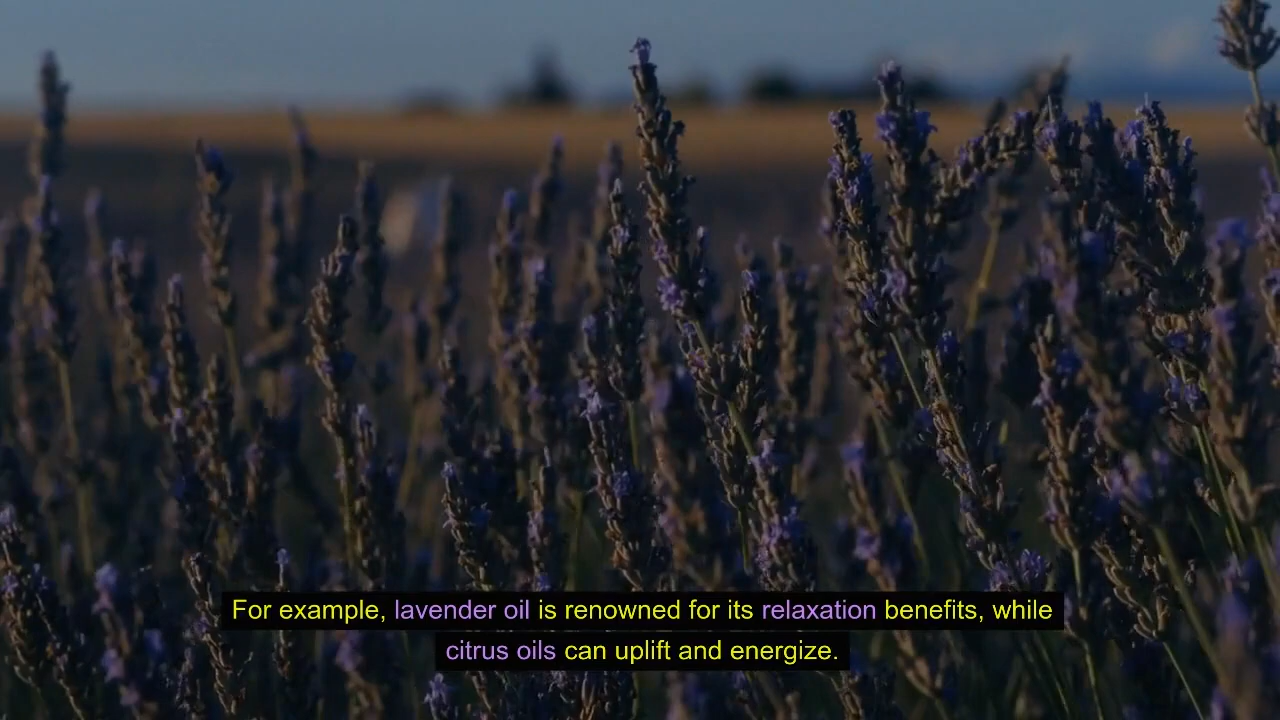 For example, lavender oil is renowned for its relaxation benefits, while
citrus oils can uplift and energize.